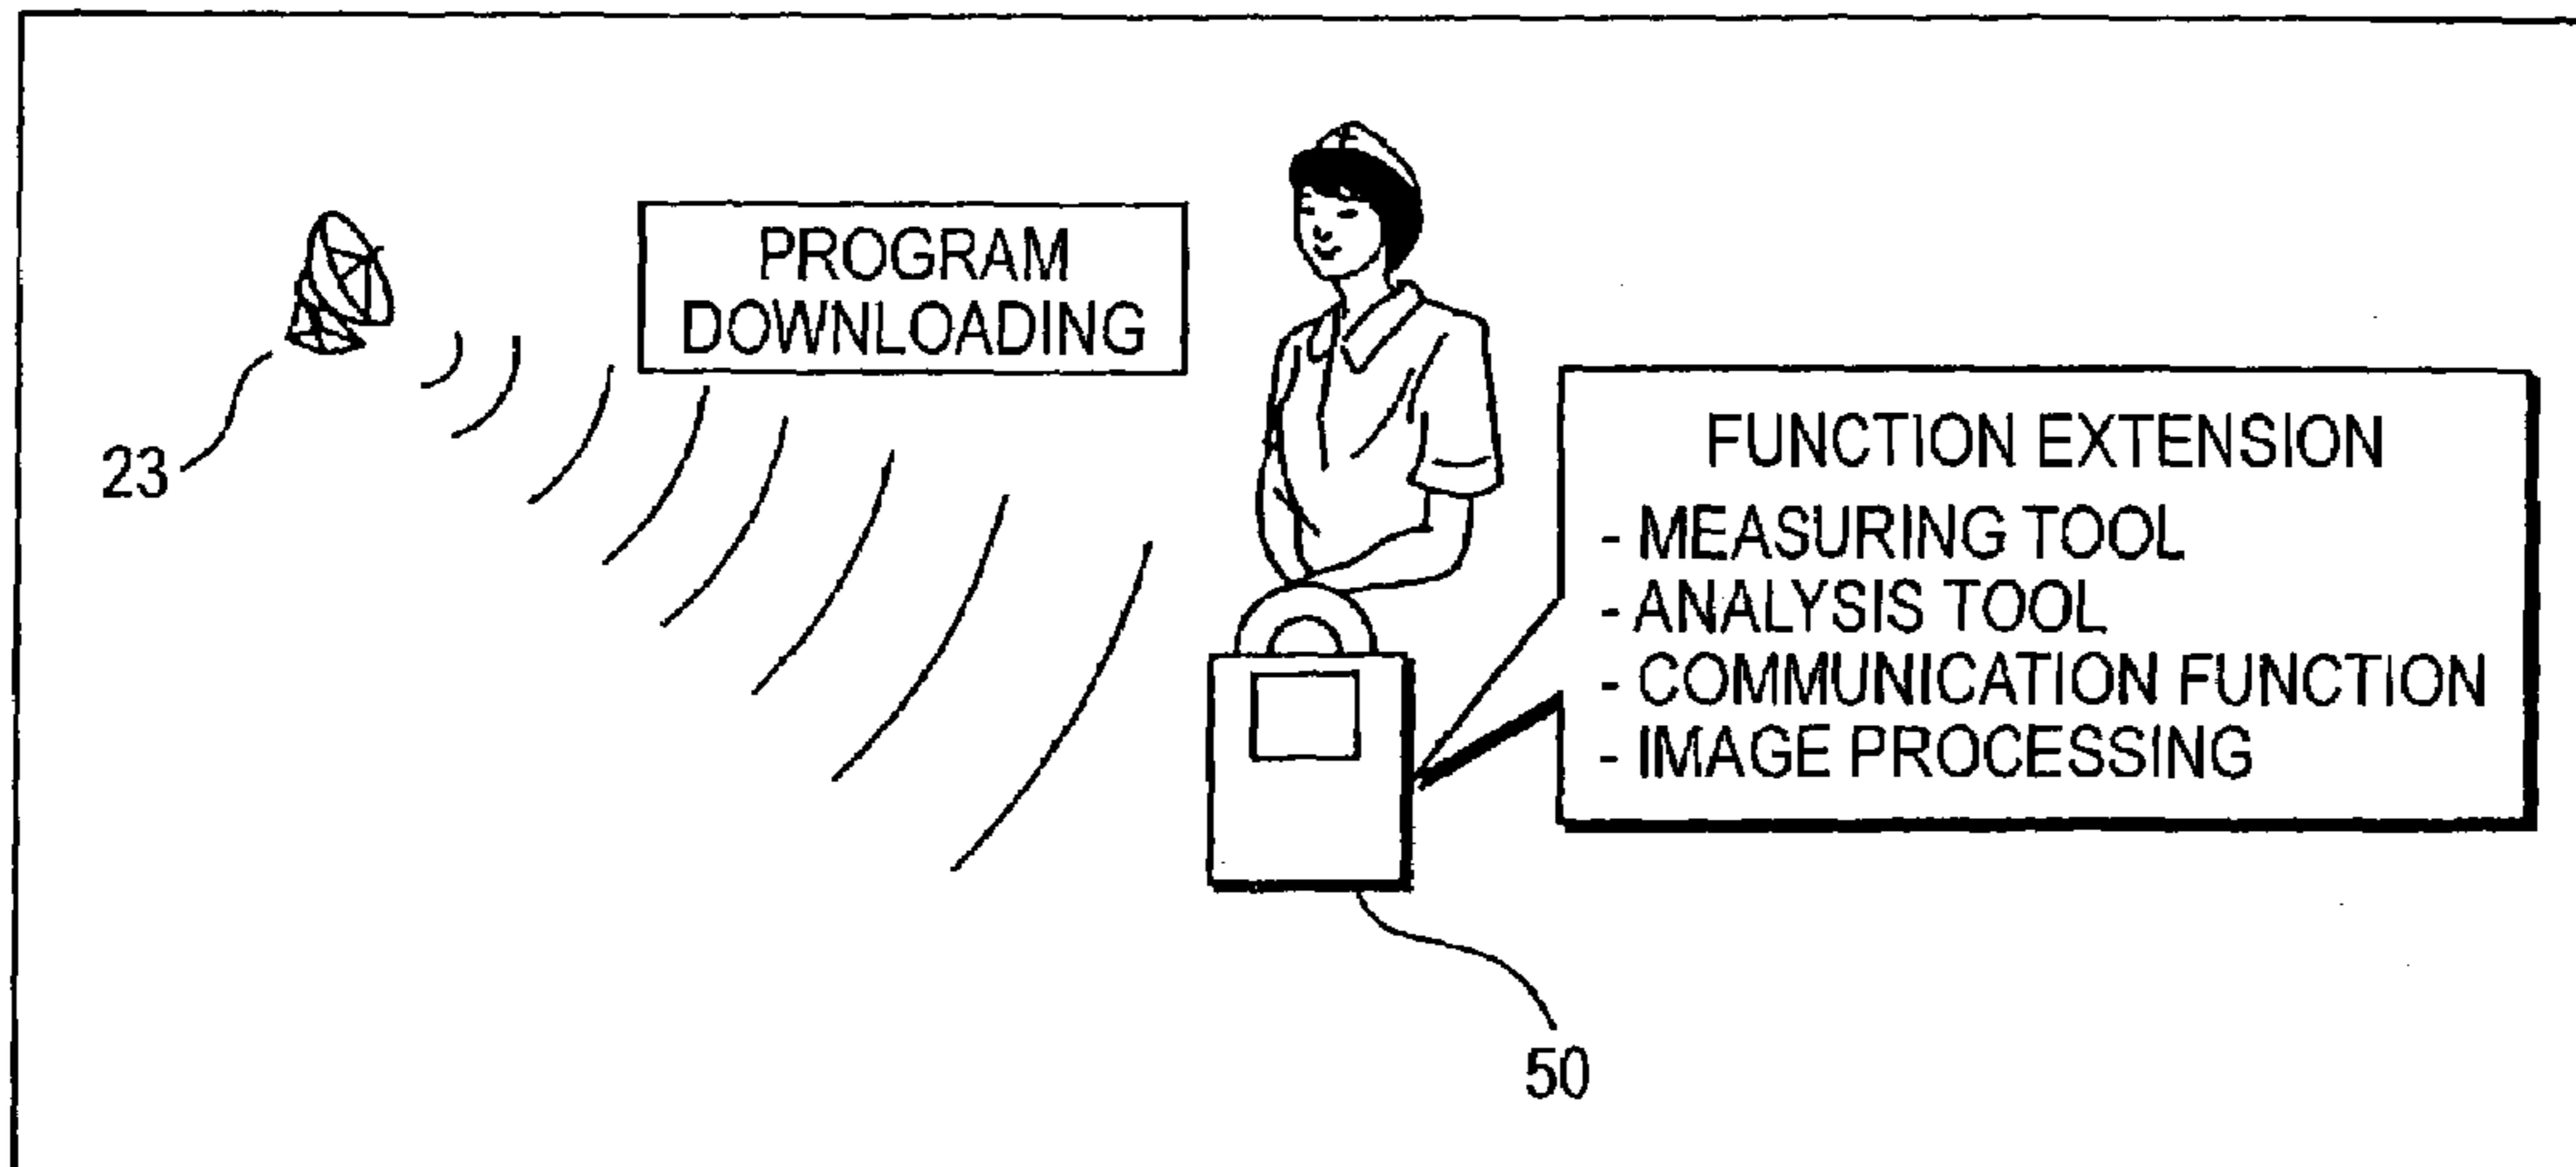 PROGRAM
DOWNLOADING
23
FUNCTION EXTENSION
- MEASURING TOOL
- ANALYSIS TOOL
- COMMUNICATION FUNCTION
- IMAGE PROCESSING
50